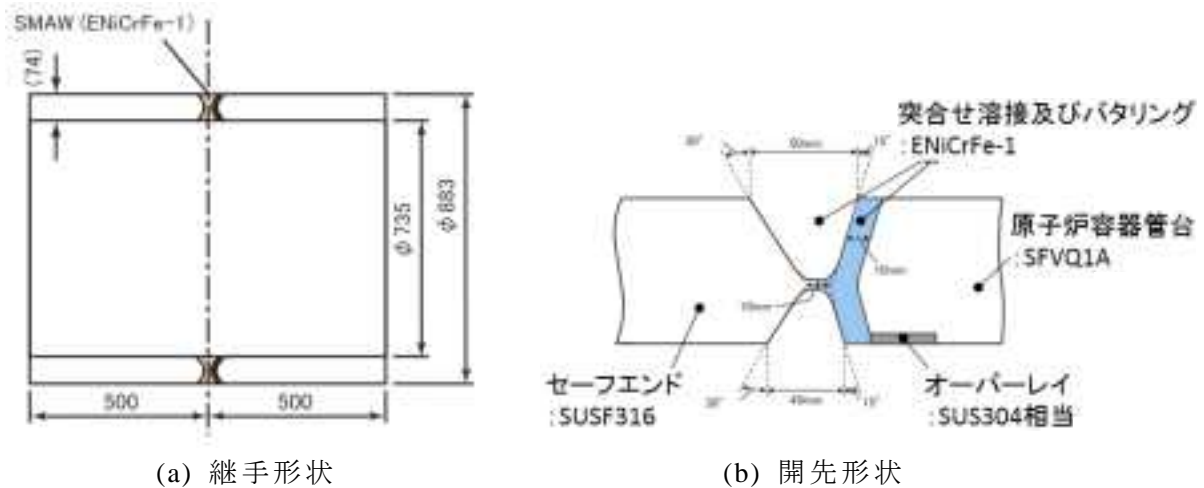 SMAW (ENiCrFe-1)
(74)
φ735
φ883
500
500
突合せ溶接及びバタリング
:ENiCrFe-1
原子炉容器管台
:SFVQ1A
セーフエンド
:SUSF316
オーバーレイ
:SUS304相当
(a) 継手形状
(b) 開先形状